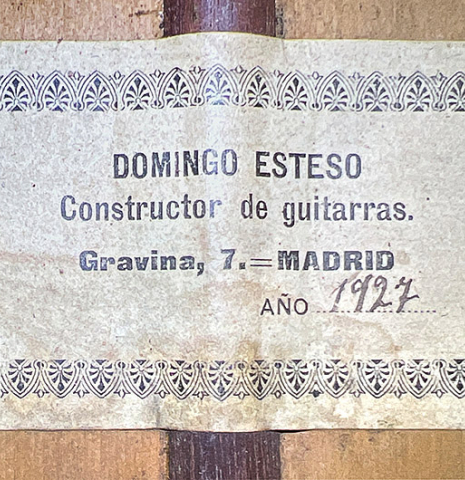 DOMINGO ESTESO
Constructor de guitarras.
Gravina, 7.=MADRID
AÑO 1927